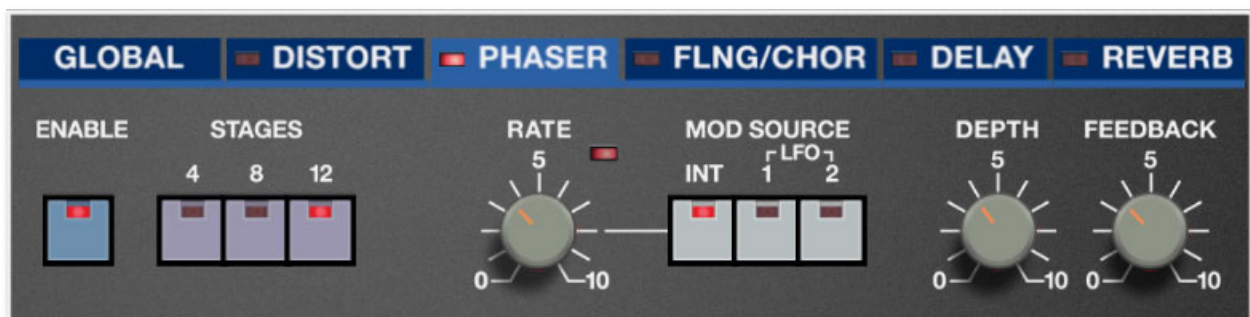 GLOBAL DISTORT PHASER FLNG/CHOR DELAY REVERB
ENABLE STAGES RATE MOD SOURCE DEPTH FEEDBACK
5 LFO 5 5
4 8 12 INT 1 2
0 10 0 10 0 10